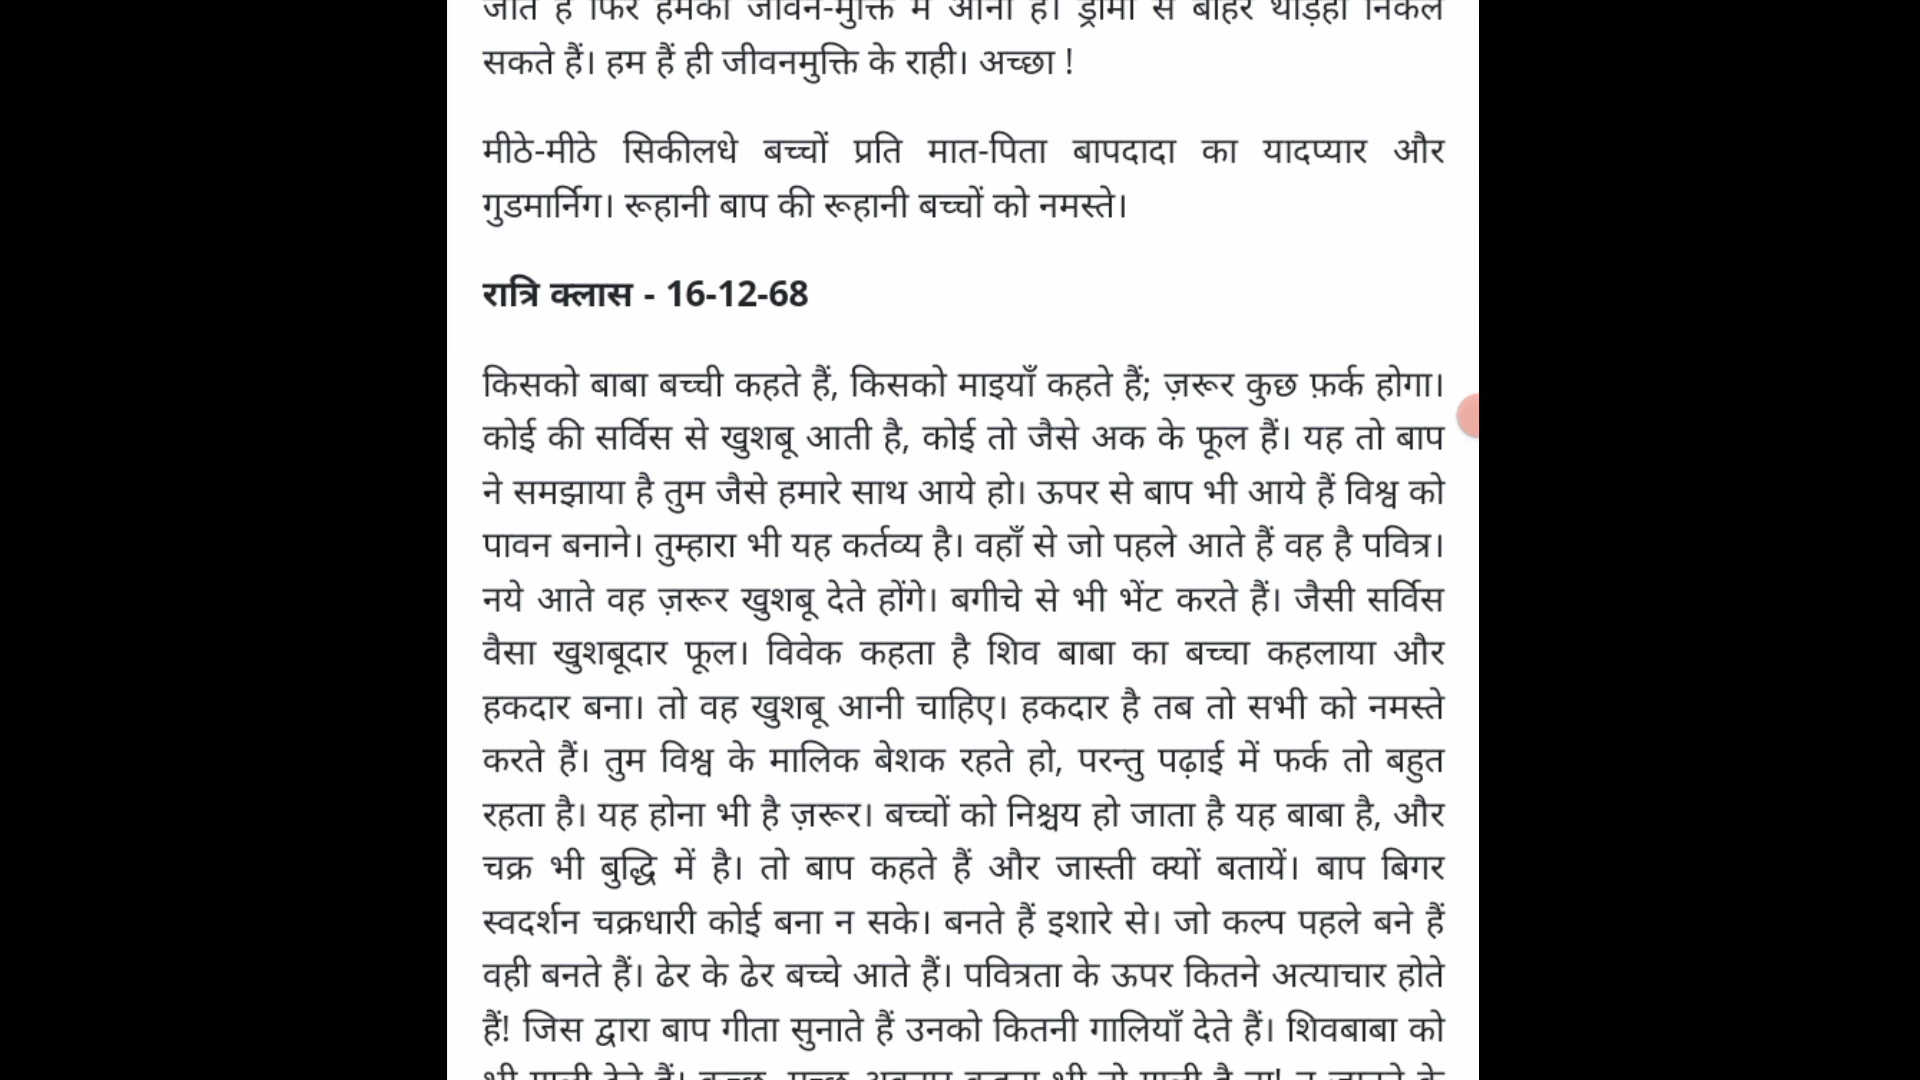 जाते हैं फिर हमको जीवन-मुक्ति में आना है। ड्रामा से बाहर थोड़ेही निकल
सकते हैं। हम हैं ही जीवनमुक्ति के राही। अच्छा !
मीठे-मीठे सिकीलधे बच्चों प्रति मात-पिता बापदादा का यादप्यार और
गुडमार्निग। रूहानी बाप की रूहानी बच्चों को नमस्ते।
रात्रि क्लास - 16-12-68
किसको बाबा बच्ची कहते हैं, किसको माइयाँ कहते हैं; ज़रूर कुछ फ़र्क होगा।
कोई की सर्विस से खुशबू आती है, कोई तो जैसे अक के फूल हैं। यह तो बाप
ने समझाया है तुम जैसे हमारे साथ आये हो। ऊपर से बाप भी आये हैं विश्व को
पावन बनाने। तुम्हारा भी यह कर्तव्य है। वहाँ से जो पहले आते हैं वह है पवित्र।
नये आते वह ज़रूर खुशबू देते होंगे। बगीचे से भी भेंट करते हैं। जैसी सर्विस
वैसा खुशबूदार फूल। विवेक कहता है शिव बाबा का बच्चा कहलाया और
हकदार बना। तो वह खुशबू आनी चाहिए। हकदार है तब तो सभी को नमस्ते
करते हैं। तुम विश्व के मालिक बेशक रहते हो, परन्तु पढ़ाई में फर्क तो बहुत
रहता है। यह होना भी है ज़रूर। बच्चों को निश्चय हो जाता है यह बाबा है, और
चक्र भी बुद्धि में है। तो बाप कहते हैं और जास्ती क्यों बतायें। बाप बिगर
स्वदर्शन चक्रधारी कोई बना न सके। बनते हैं इशारे से। जो कल्प पहले बने हैं
वही बनते हैं। ढेर के ढेर बच्चे आते हैं। पवित्रता के ऊपर कितने अत्याचार होते
हैं! जिस द्वारा बाप गीता सुनाते हैं उनको कितनी गालियाँ देते हैं। शिवबाबा को